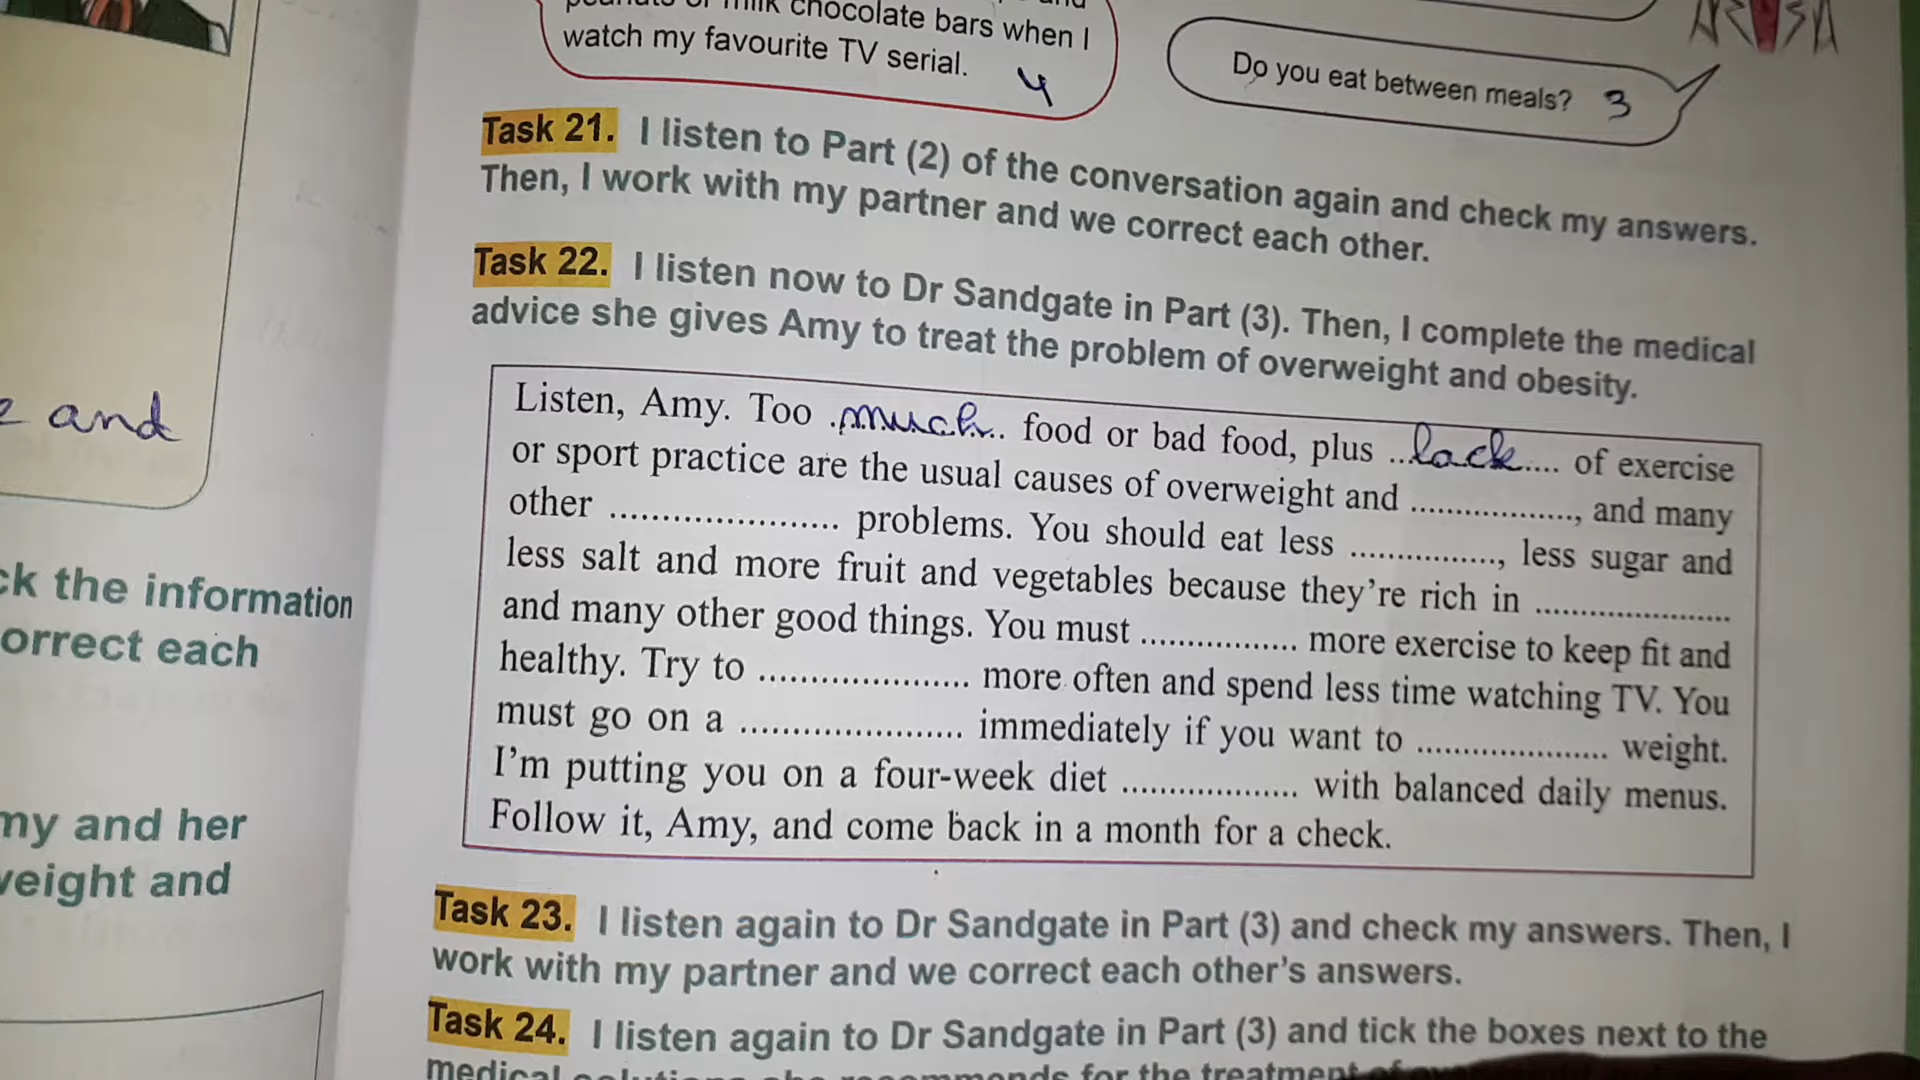 milk chocolate bars when I
watch my favourite TV serial. 4
Do you eat between meals? 3
Task 21. I listen to Part (2) of the conversation again and check my answers.
Then, I work with my partner and we correct each other.
Task 22. I listen now to Dr Sandgate in Part (3). Then, I complete the medical
advice she gives Amy to treat the problem of overweight and obesity.
Listen, Amy. Too .much.. food or bad food, plus ..lack.... of exercise
or sport practice are the usual causes of overweight and .................., and many
other ....................... problems. You should eat less ................, less sugar and
less salt and more fruit and vegetables because they're rich in ....................
and many other good things. You must ................ more exercise to keep fit and
healthy. Try to ...................... more often and spend less time watching TV. You
must go on a ....................... immediately if you want to .................... weight.
I'm putting you on a four-week diet .................. with balanced daily menus.
Follow it, Amy, and come back in a month for a check.
Task 23. I listen again to Dr Sandgate in Part (3) and check my answers. Then, I
work with my partner and we correct each other's answers.
Task 24. I listen again to Dr Sandgate in Part (3) and tick the boxes next to the
medical for the treatment of
and
the information
orrect each
my and her
weight and